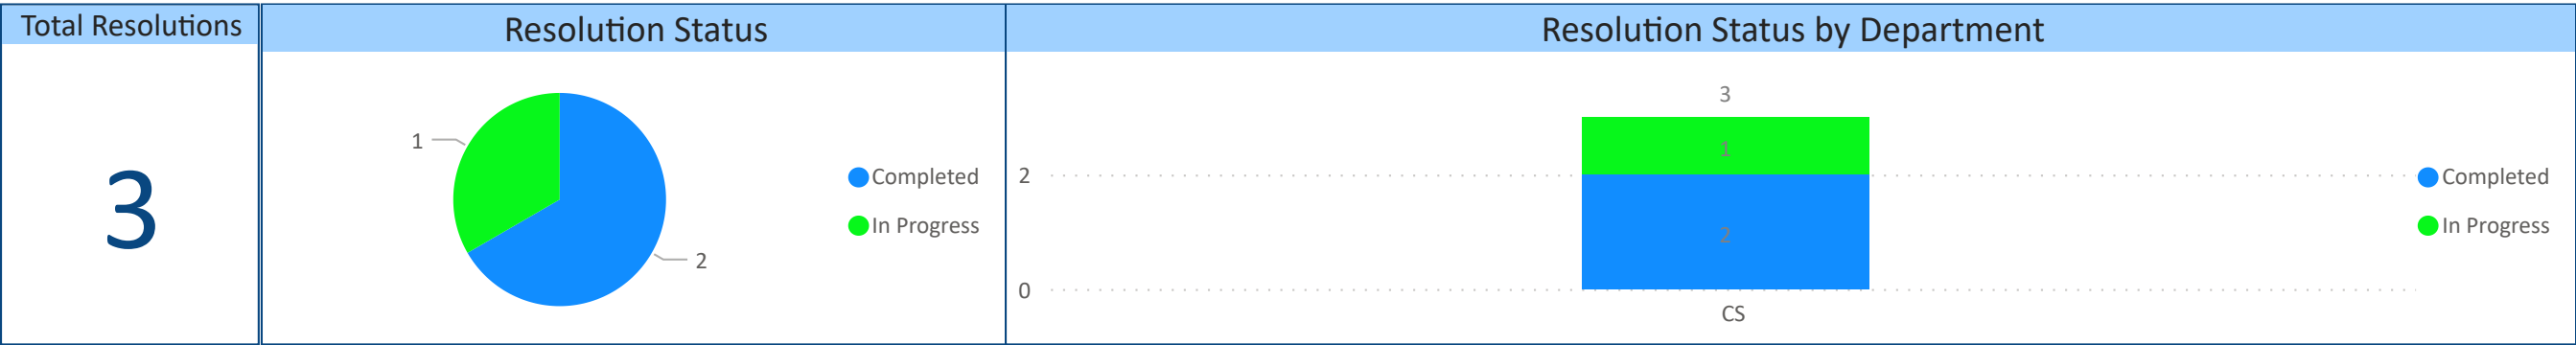 Total Resolutions
3
Resolution Status
1
2
Completed
In Progress
Resolution Status by Department
3
1
2
2
0
CS
Completed
In Progress